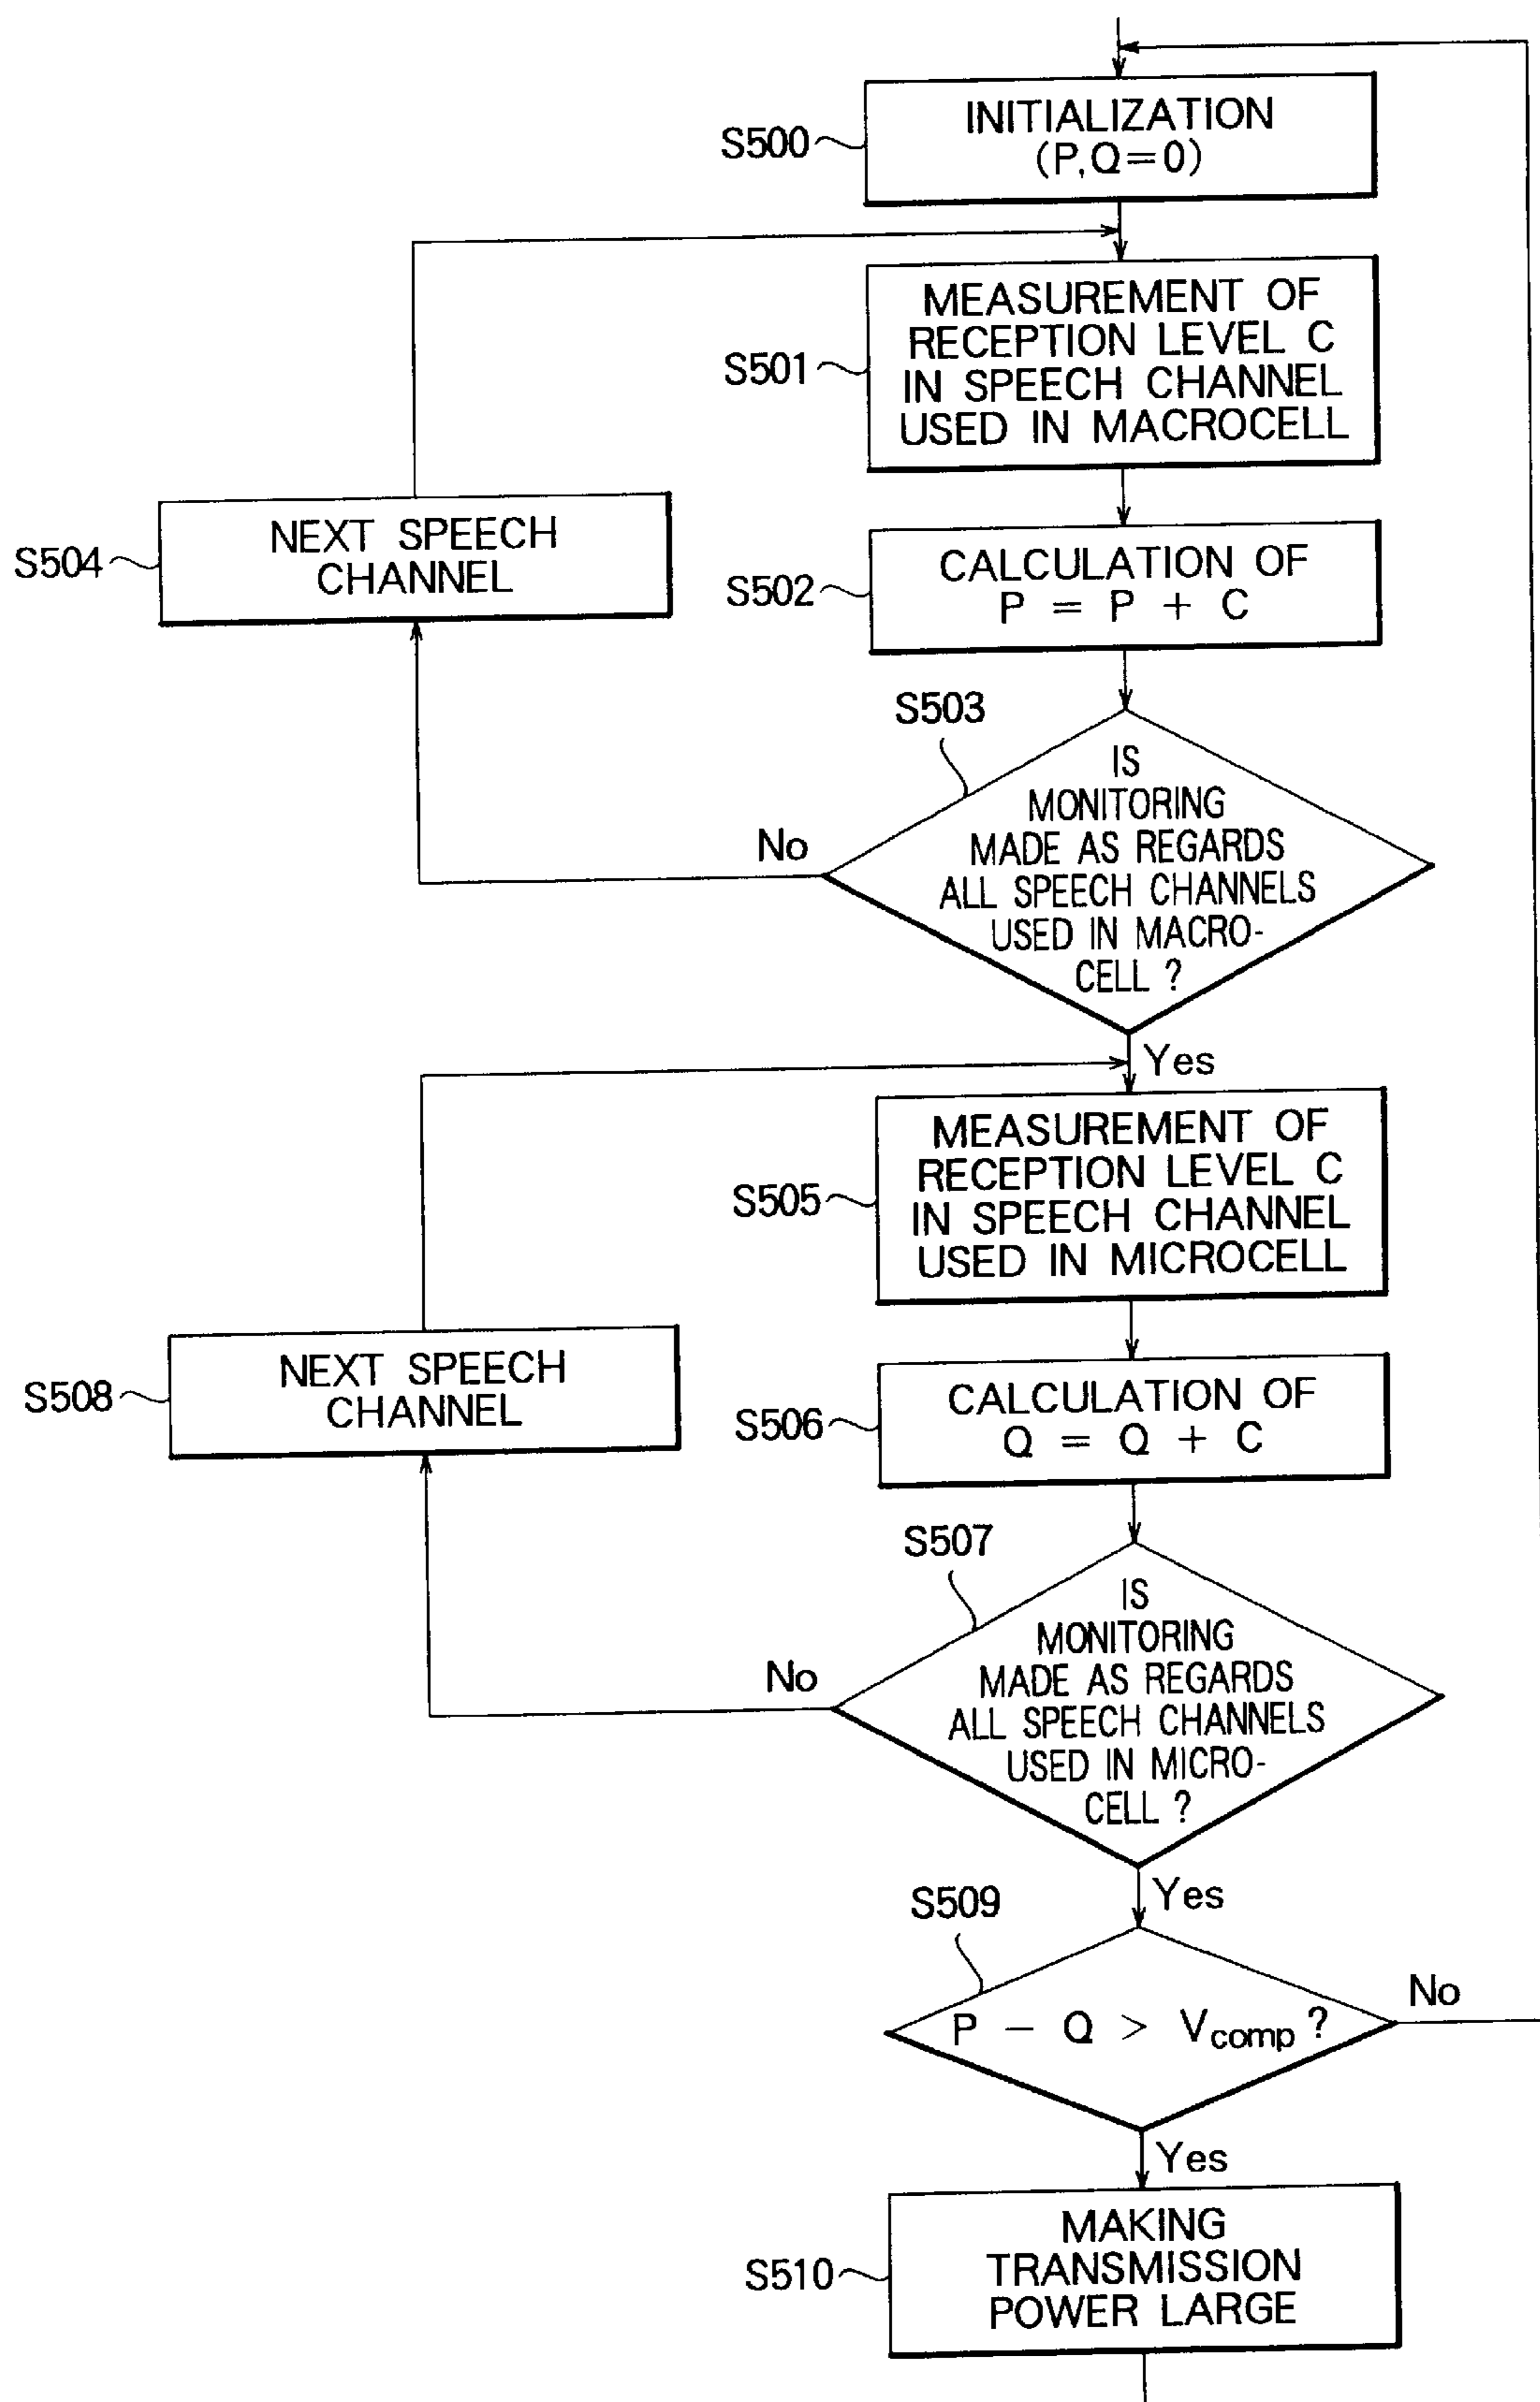 S500
INITIALIZATION
(P,Q=0)
S501
MEASUREMENT OF
RECEPTION LEVEL C
IN SPEECH CHANNEL
USED IN MACROCELL
S504
NEXT SPEECH
CHANNEL
S502
CALCULATION OF
P = P + C
S503
IS
MONITORING
MADE AS REGARDS
ALL SPEECH CHANNELS
USED IN MACRO-
CELL ?
No
Yes
S505
MEASUREMENT OF
RECEPTION LEVEL C
IN SPEECH CHANNEL
USED IN MICROCELL
S508
NEXT SPEECH
CHANNEL
S506
CALCULATION OF
Q = Q + C
S507
IS
MONITORING
MADE AS REGARDS
ALL SPEECH CHANNELS
USED IN MICRO-
CELL ?
No
Yes
S509
P - Q > Vcomp ?
No
Yes
S510
MAKING
TRANSMISSION
POWER LARGE